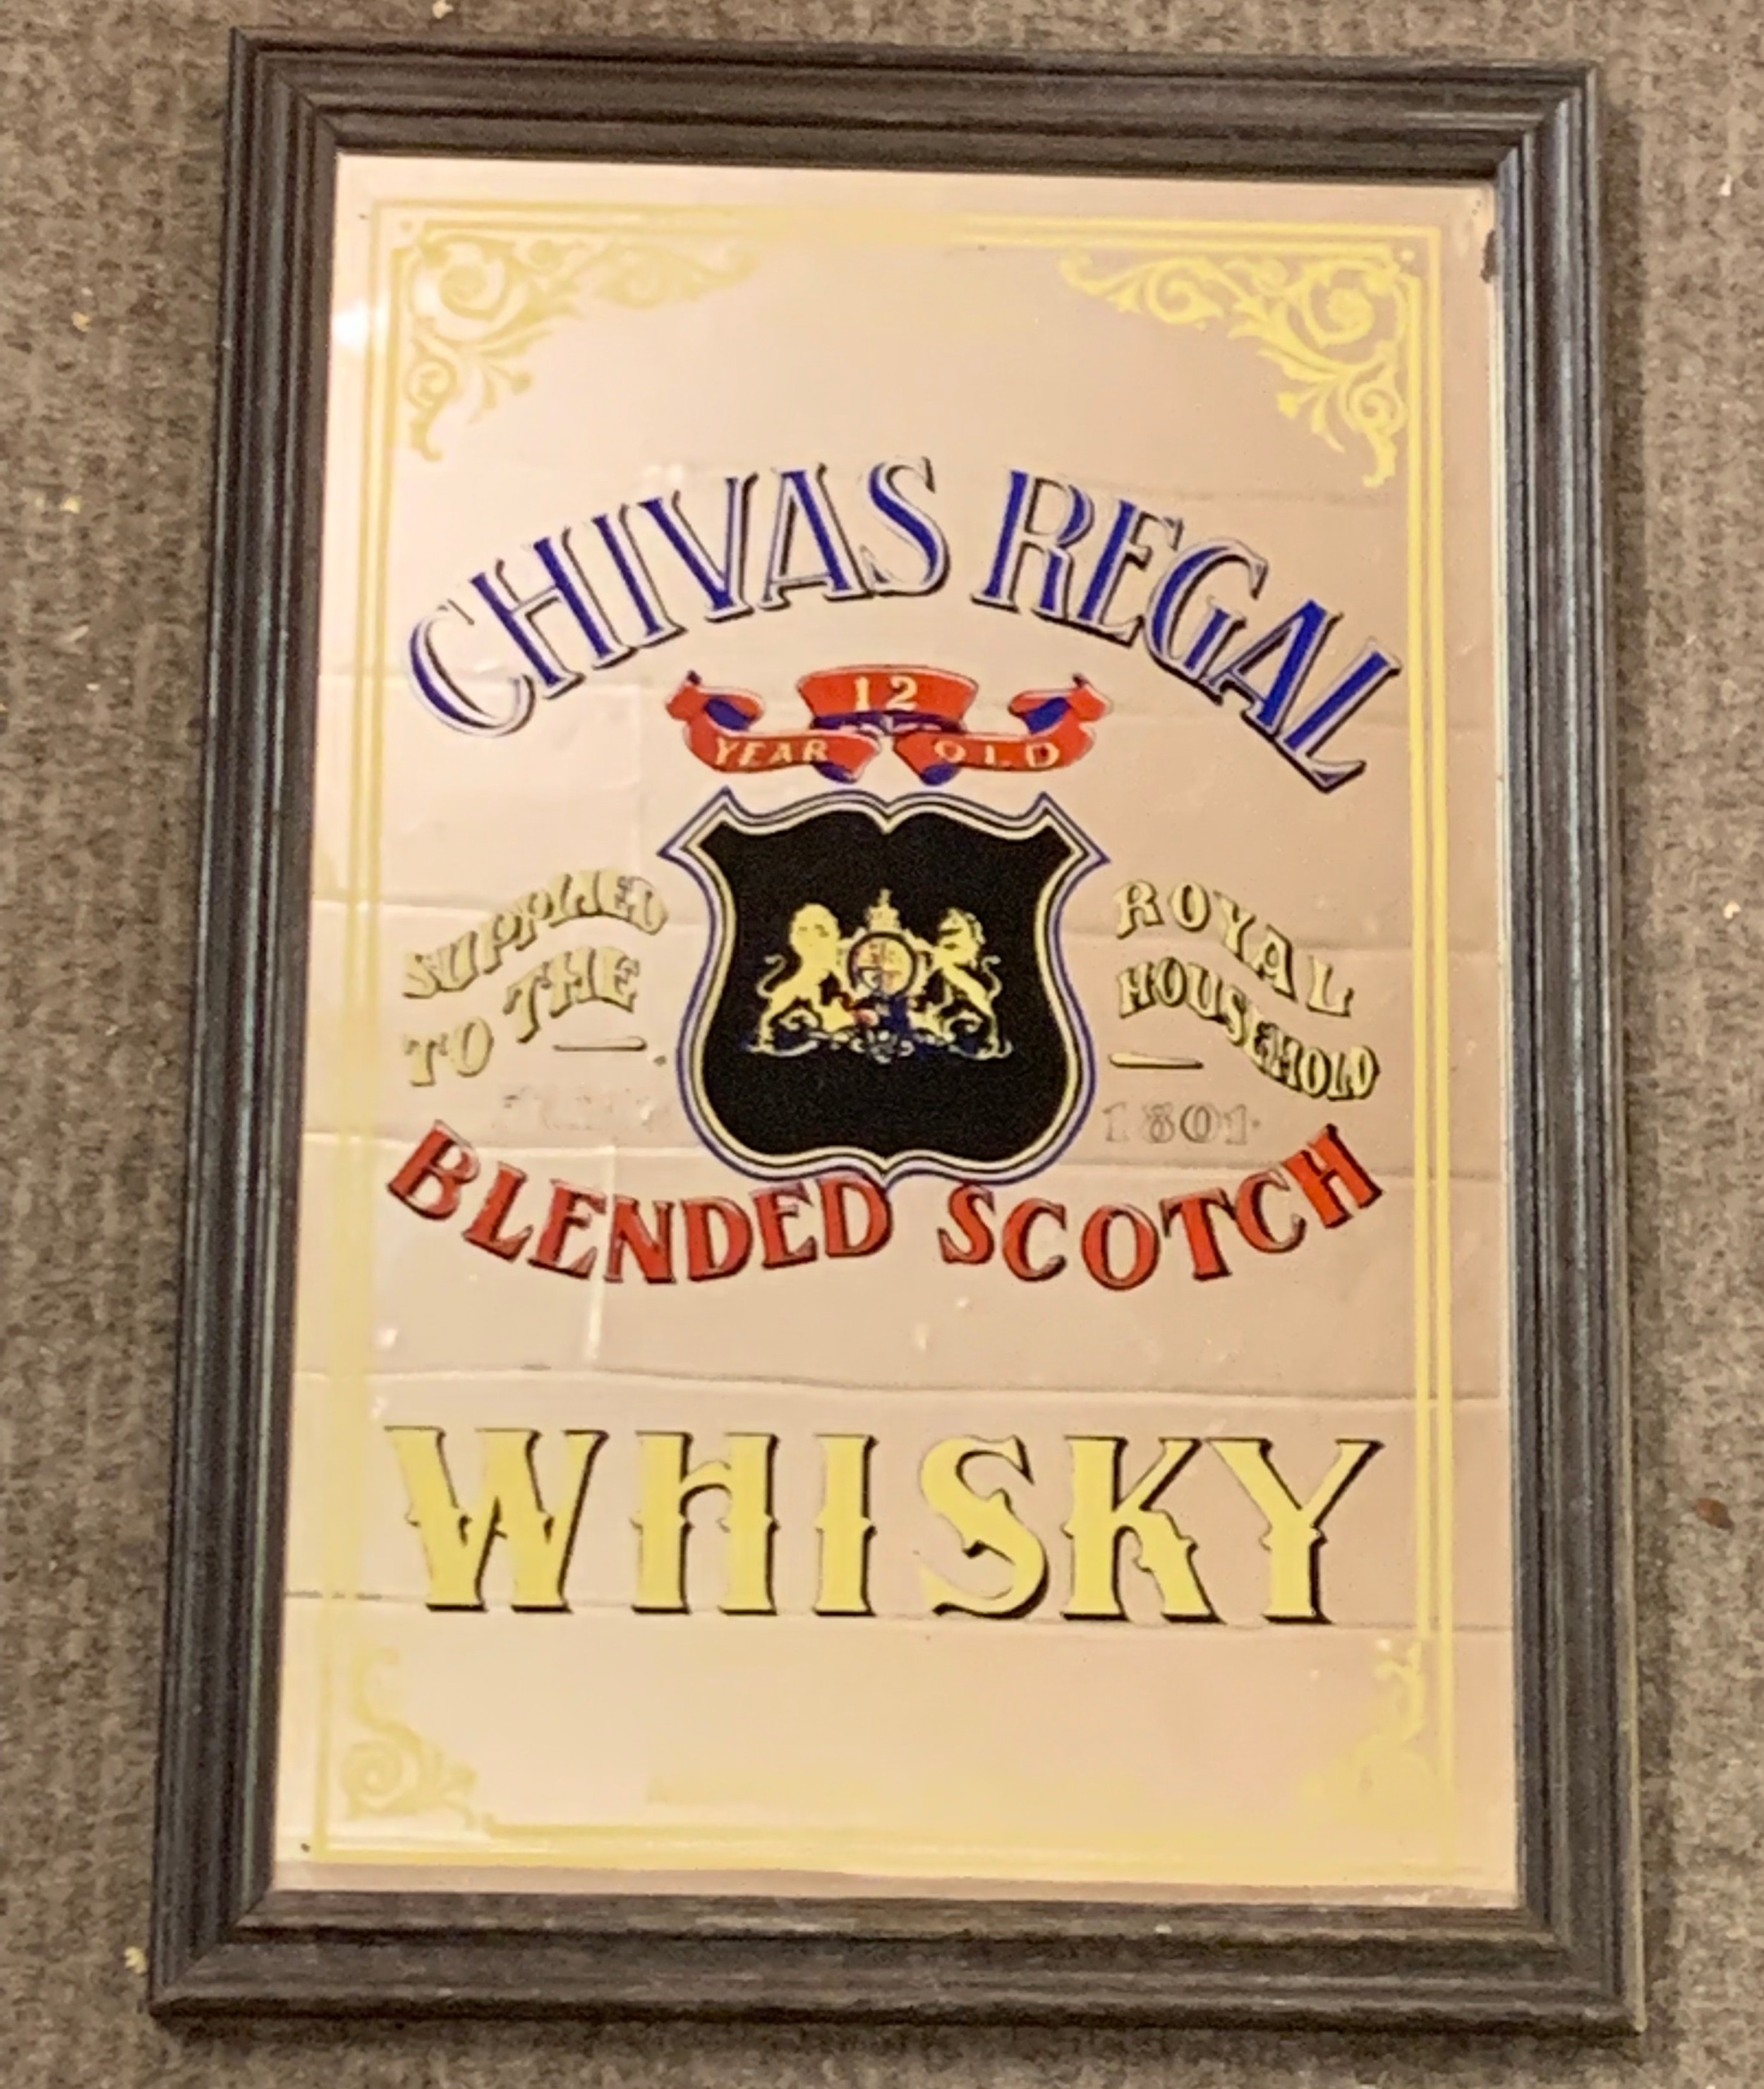 CHIVAS REGAL
12
YEAR OLD
SUPPLIED
TO THE
ROYAL
HOUSEHOLD
1801
BLENDED SCOTCH
WHISKY